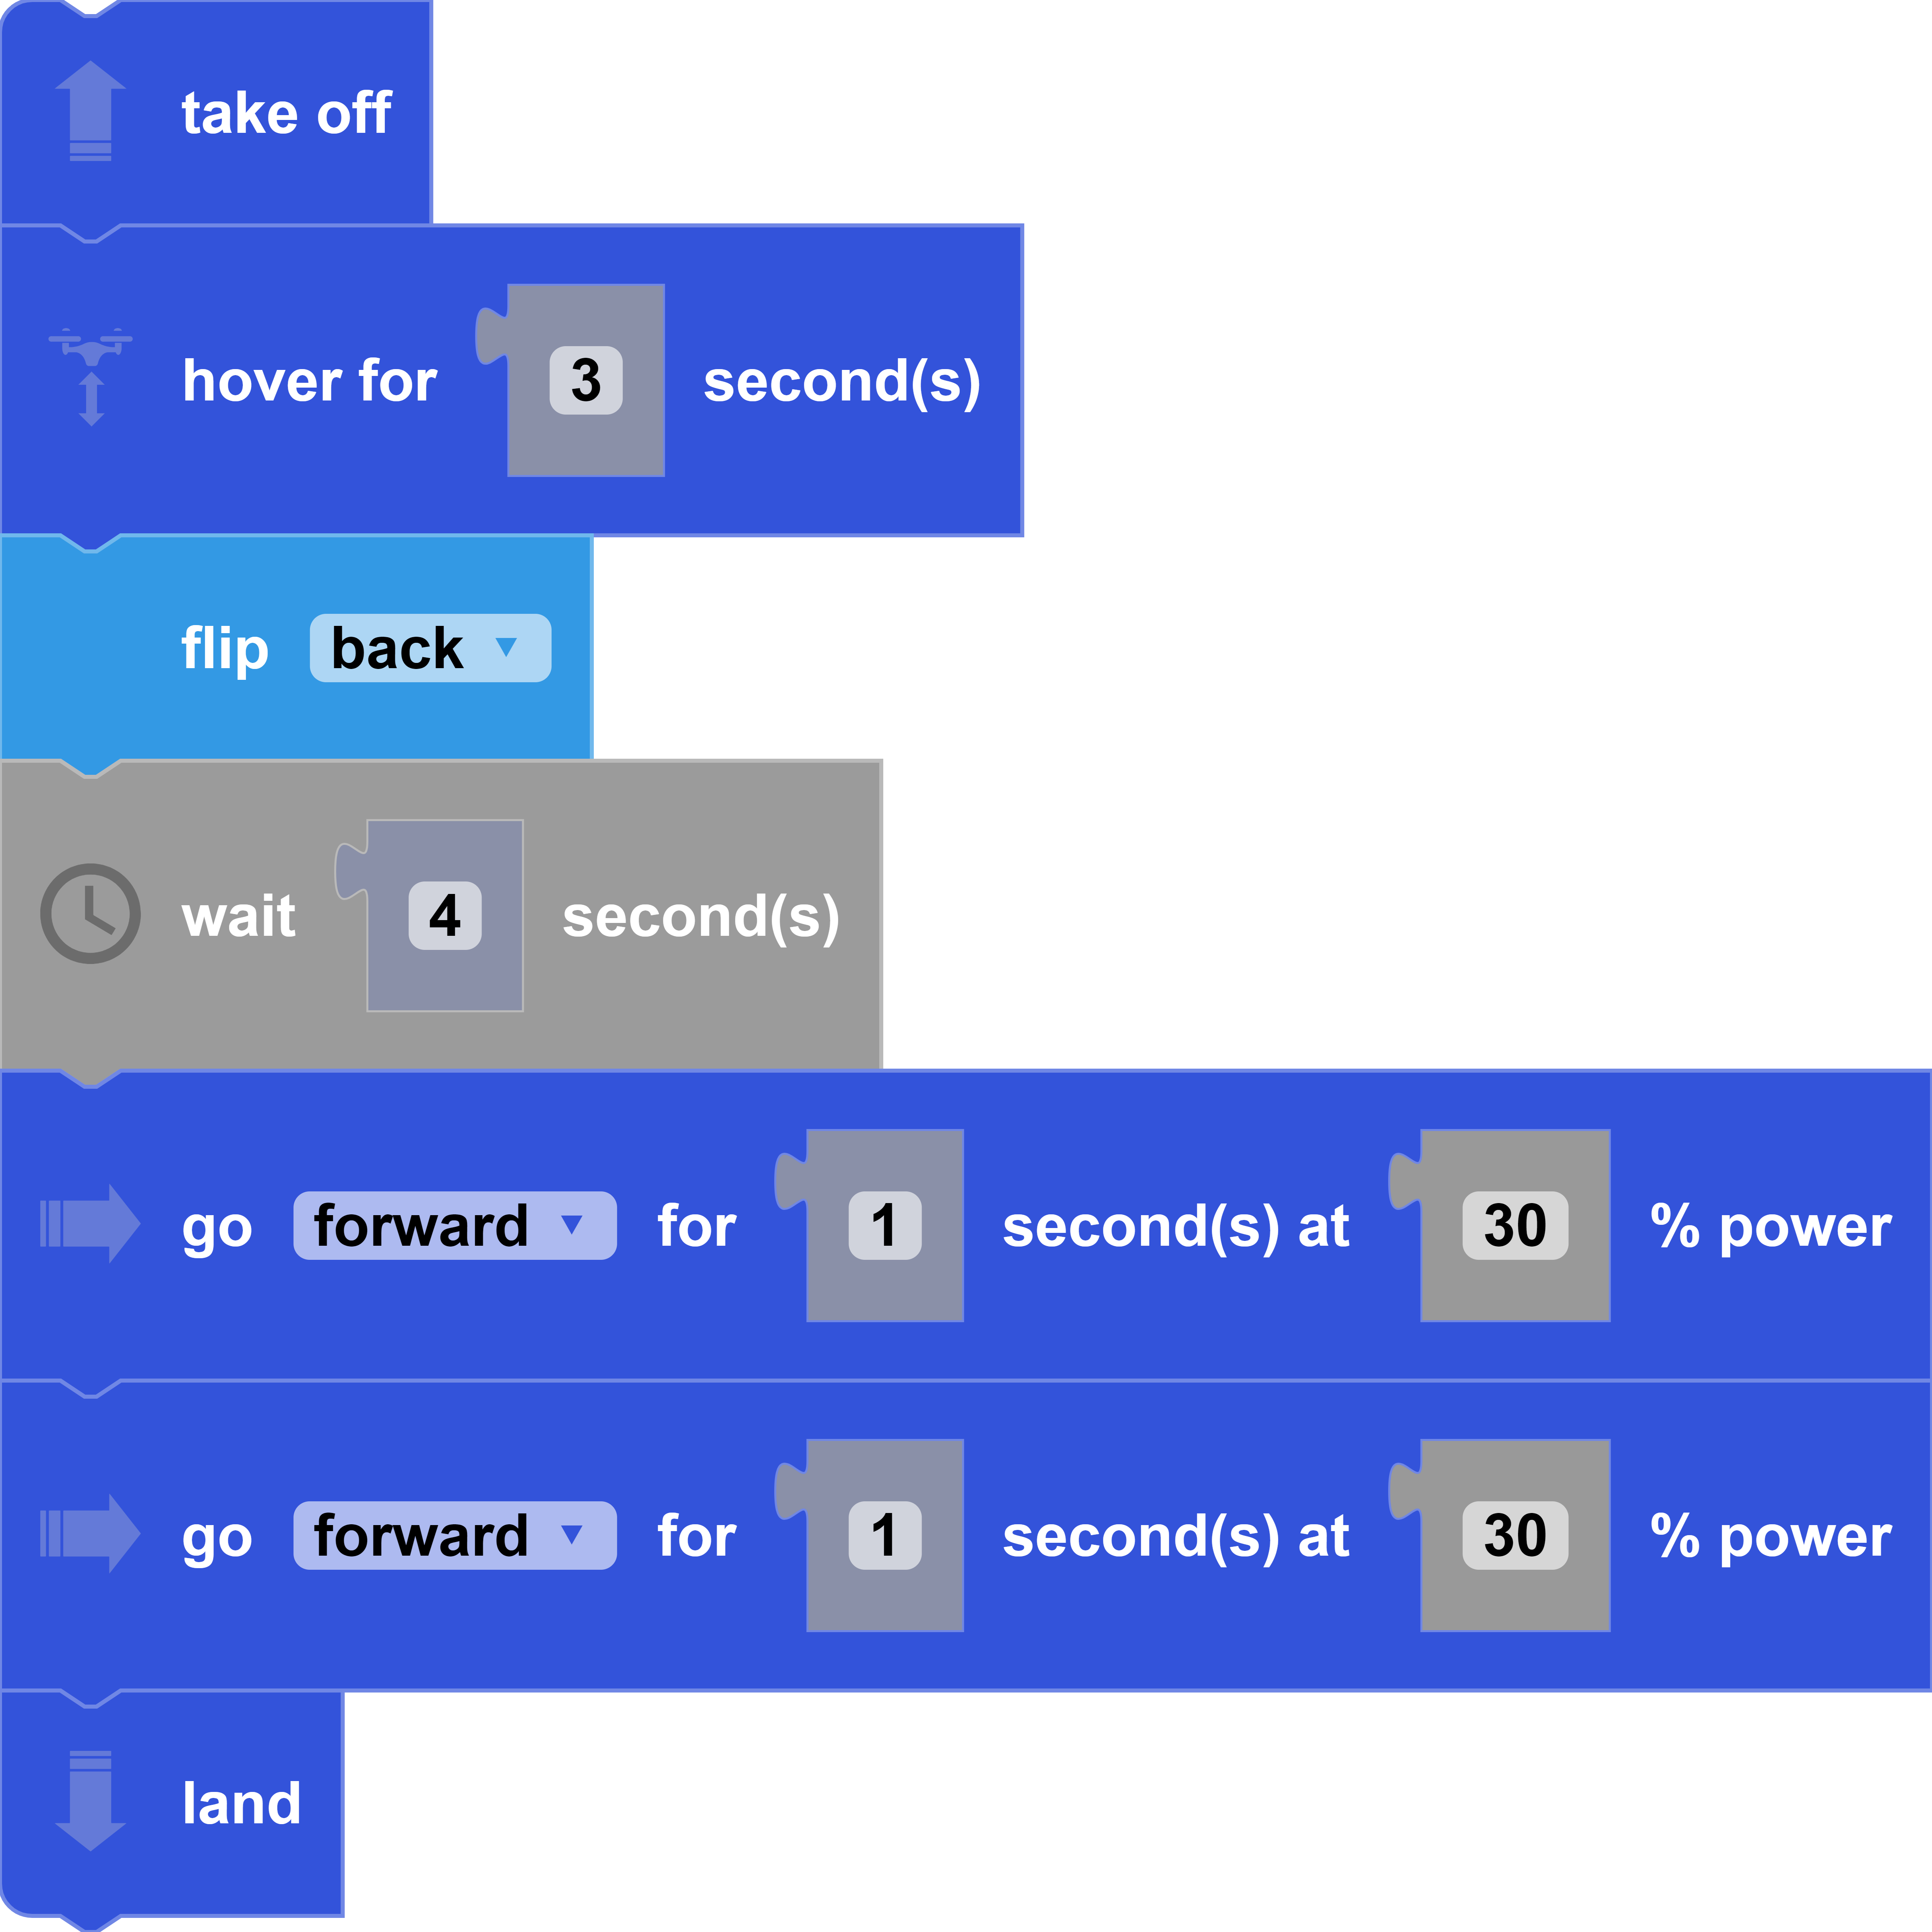 take off
hover for 3 second(s)
flip back
wait 4 second(s)
go forward for 1 second(s) at 30 % power
go forward for 1 second(s) at 30 % power
land